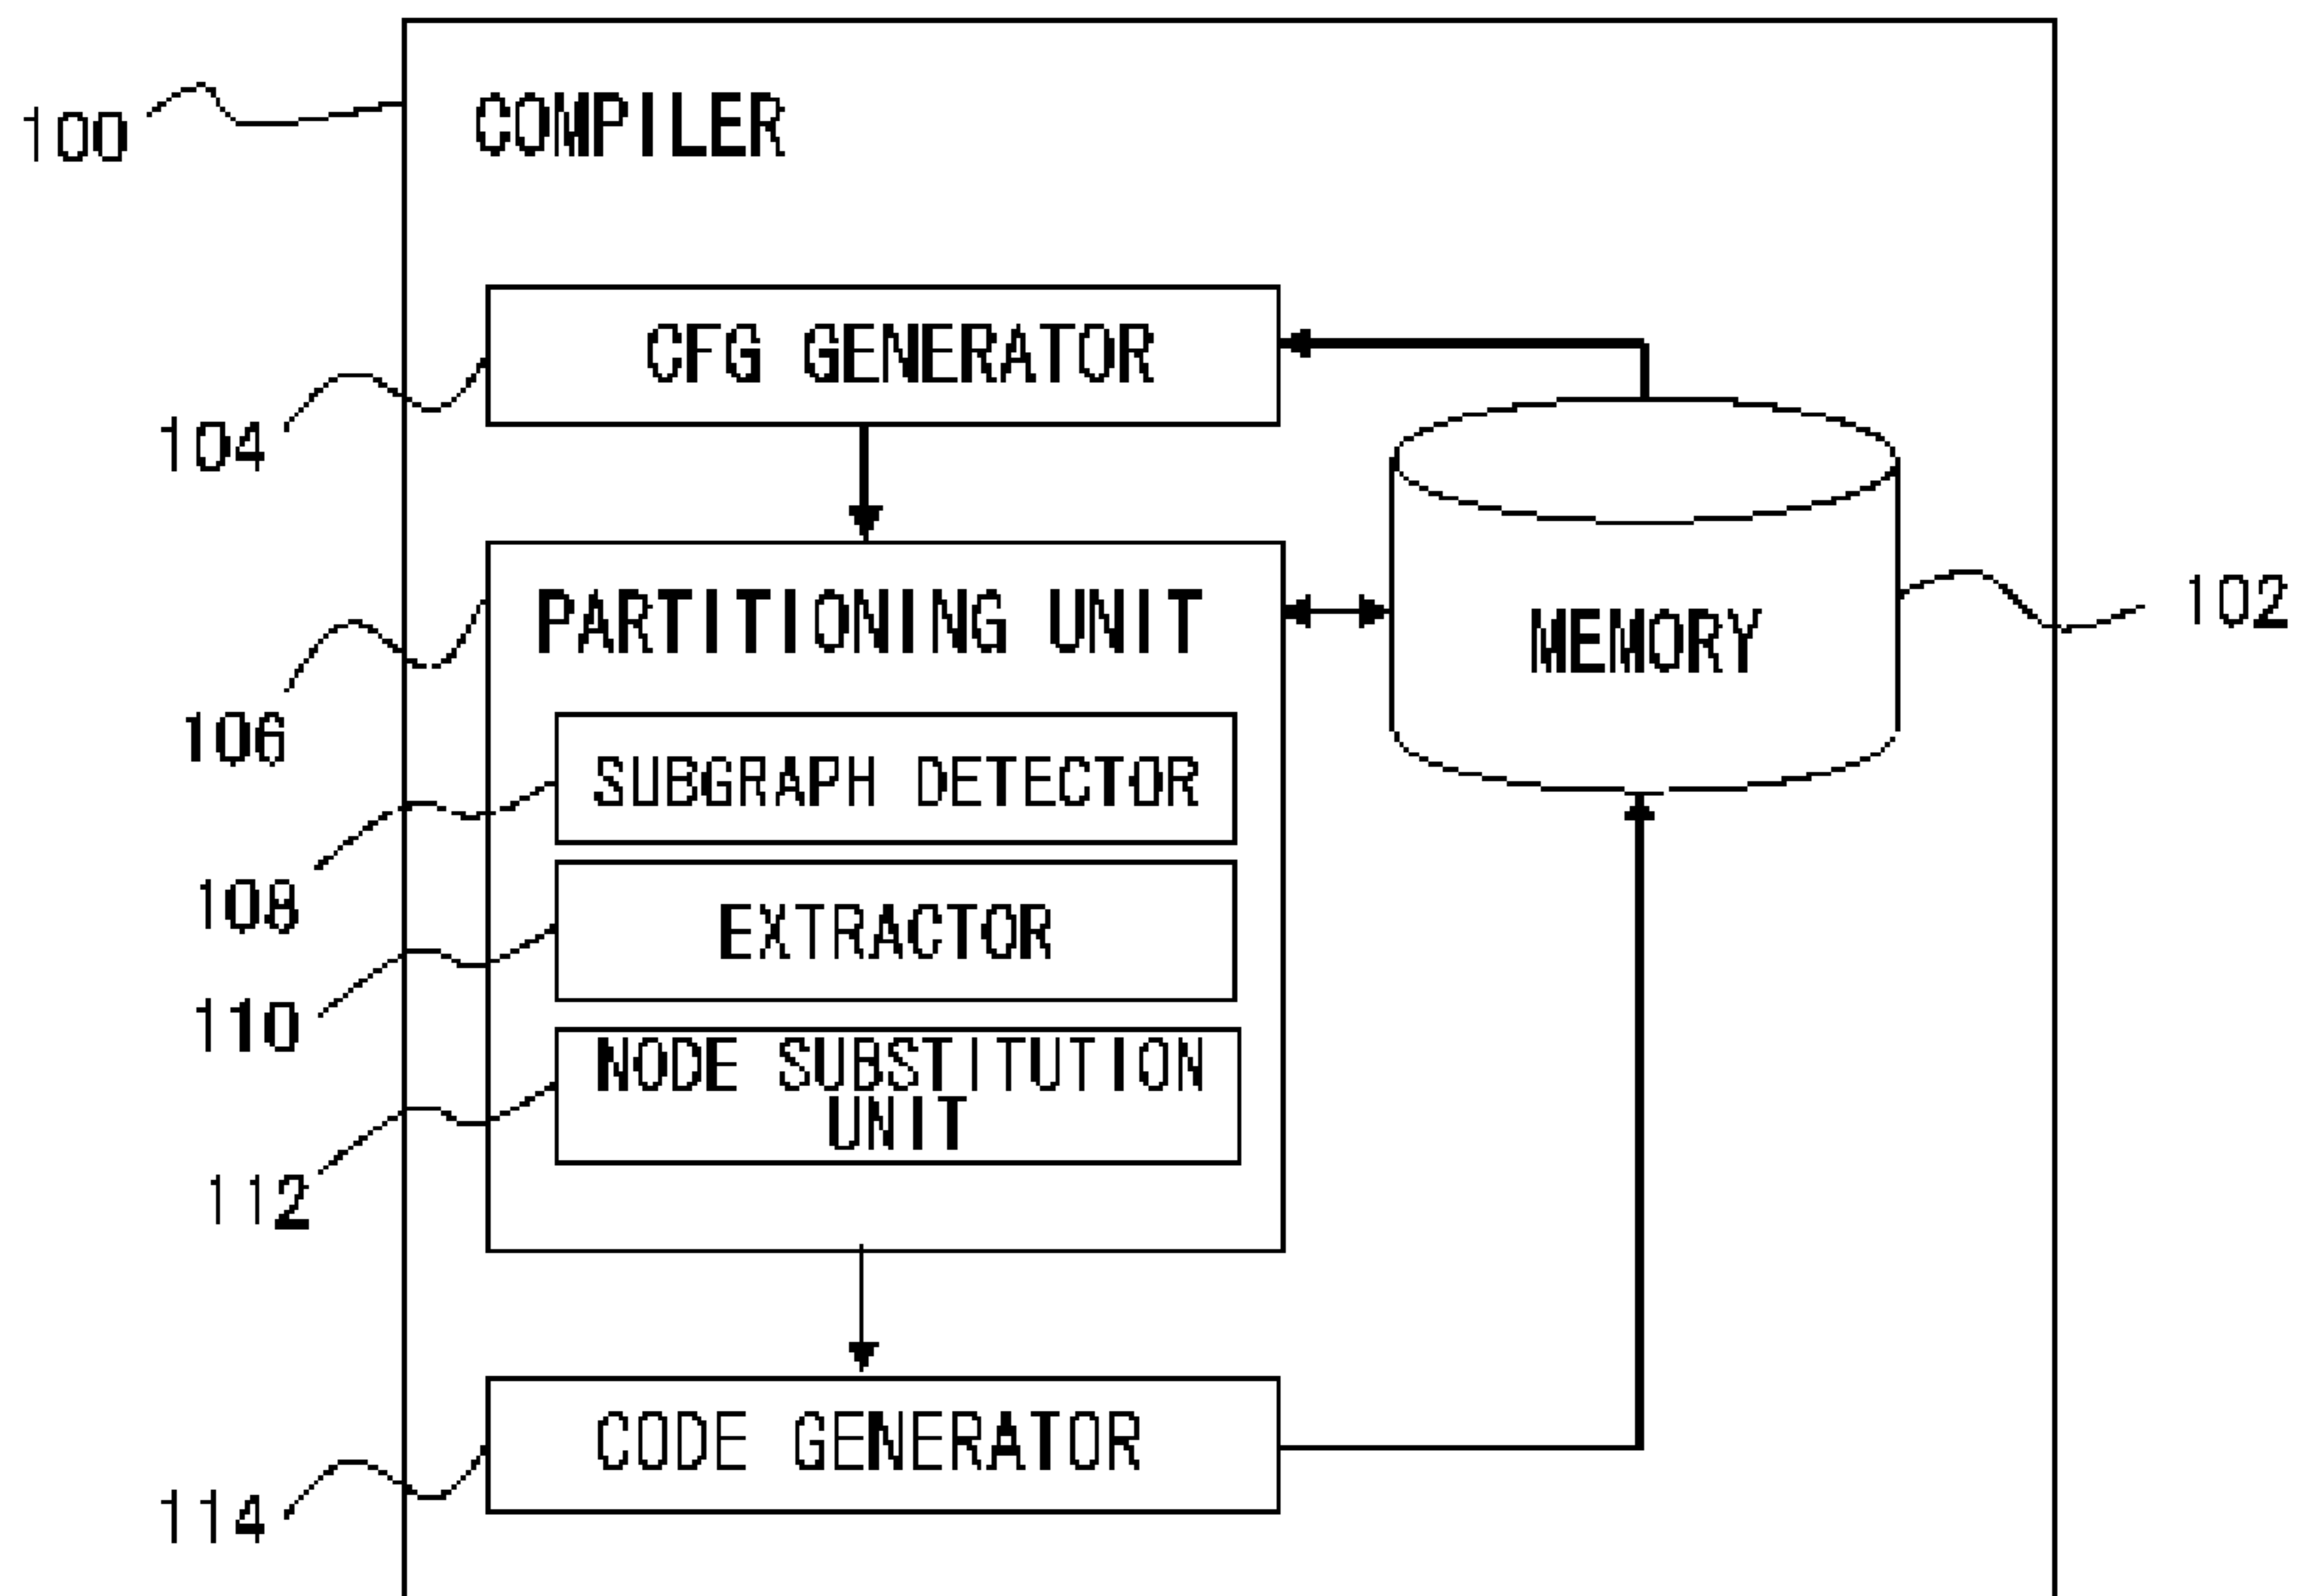 100
COMPILER
CFG GENERATOR
104
PARTITIONING UNIT
MEMORY
102
106
SUBGRAPH DETECTOR
108
EXTRACTOR
110
NODE SUBSTITUTION
UNIT
112
CODE GENERATOR
114